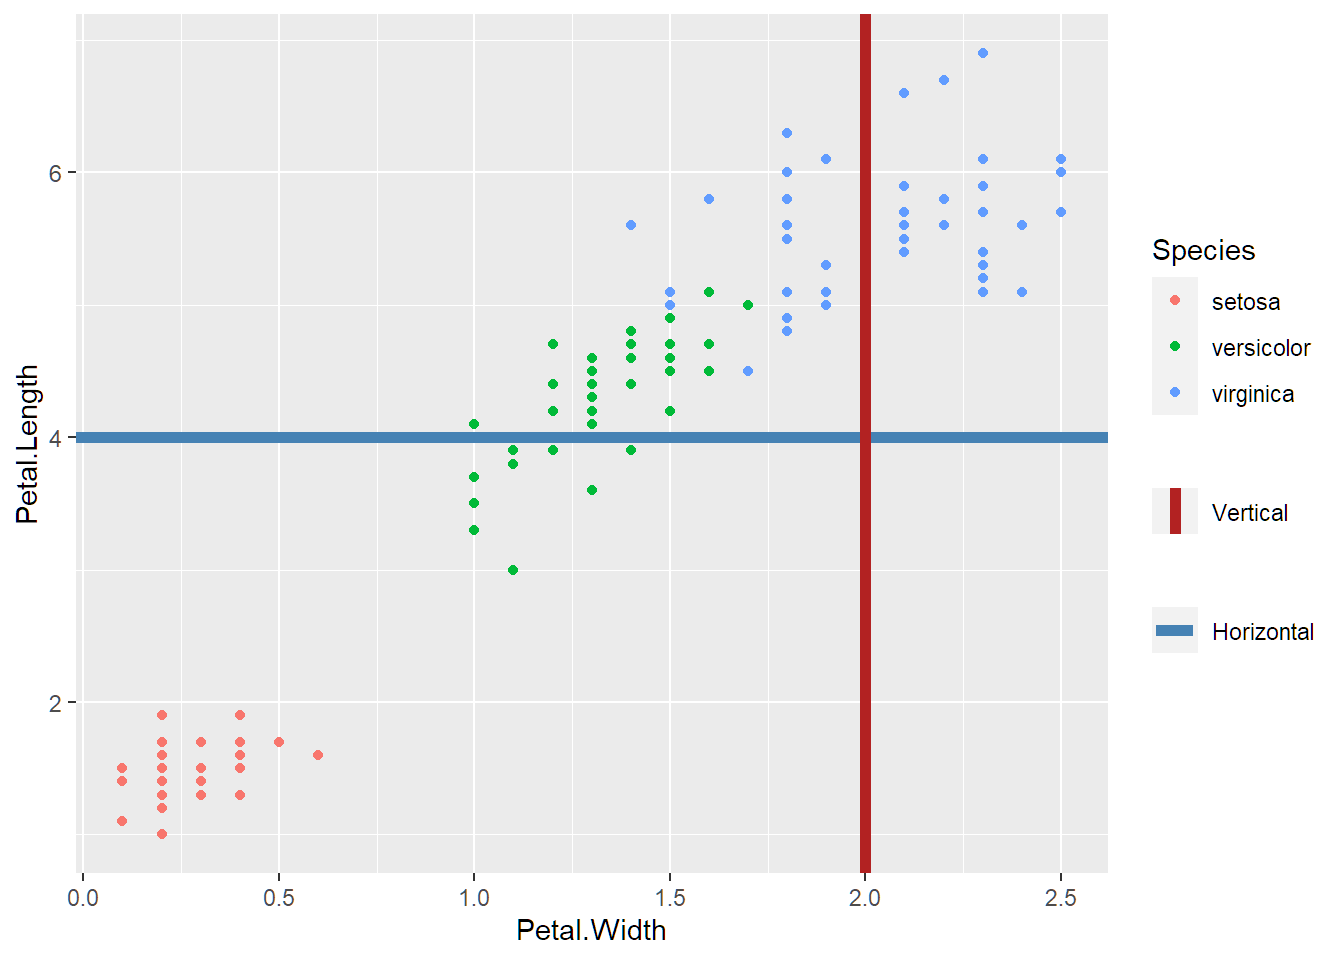 Petal.Length
6
4
2
0.0 0.5 1.0 1.5 2.0 2.5
Petal.Width
Species
setosa
versicolor
virginica
Vertical
Horizontal